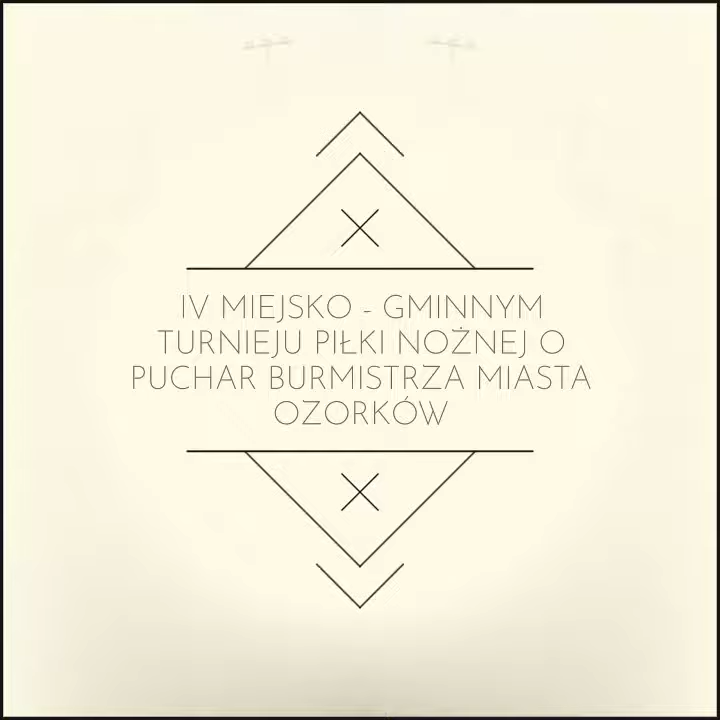 IV MIEJSKO - GMINNYM
TURNIEJU PIŁKI NOŻNEJ O
PUCHAR BURMISTRZA MIASTA
OZORKÓW